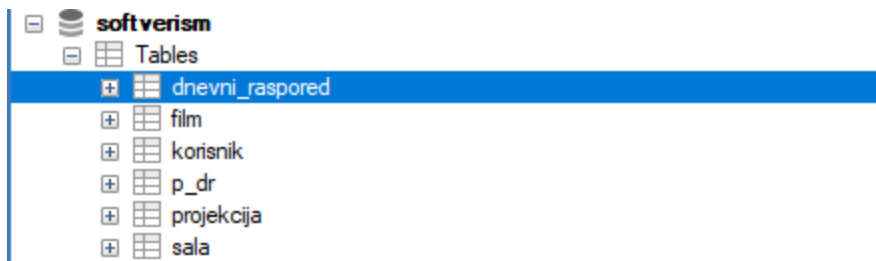 softverism
Tables
dnevni_raspored
film
korisnik
p_dr
projekcija
sala